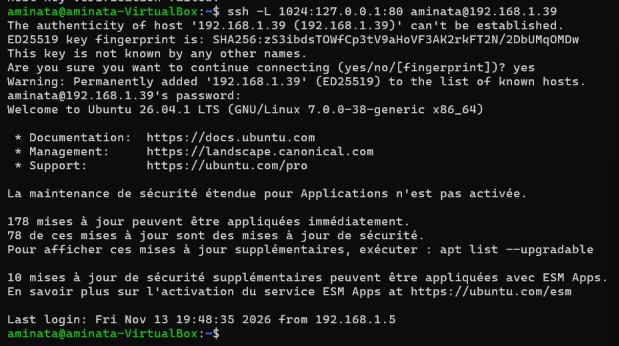 aminata@aminata-VirtualBox:~$ ssh -L 1024:127.0.0.1:80 aminata@192.168.1.39
The authenticity of host '192.168.1.39 (192.168.1.39)' can't be established.
ED25519 key fingerprint is: SHA256:zS3ibdsTOWfCp3tV9aHoVF3AK2rkFT2N/2DbUMqOMDw
This key is not known by any other names.
Are you sure you want to continue connecting (yes/no/[fingerprint])? yes
Warning: Permanently added '192.168.1.39' (ED25519) to the list of known hosts.
aminata@192.168.1.39's password:
Welcome to Ubuntu 26.04.1 LTS (GNU/Linux 7.0.0-38-generic x86_64)

 * Documentation:  https://docs.ubuntu.com
 * Management:     https://landscape.canonical.com
 * Support:        https://ubuntu.com/pro

La maintenance de sécurité étendue pour Applications n'est pas activée.

178 mises à jour peuvent être appliquées immédiatement.
78 de ces mises à jour sont des mises à jour de sécurité.
Pour afficher ces mises à jour supplémentaires, exécuter : apt list --upgradable

10 mises à jour de sécurité supplémentaires peuvent être appliquées avec ESM Apps.
En savoir plus sur l'activation du service ESM Apps at https://ubuntu.com/esm

Last login: Fri Nov 13 19:48:35 2026 from 192.168.1.5
aminata@aminata-VirtualBox:~$